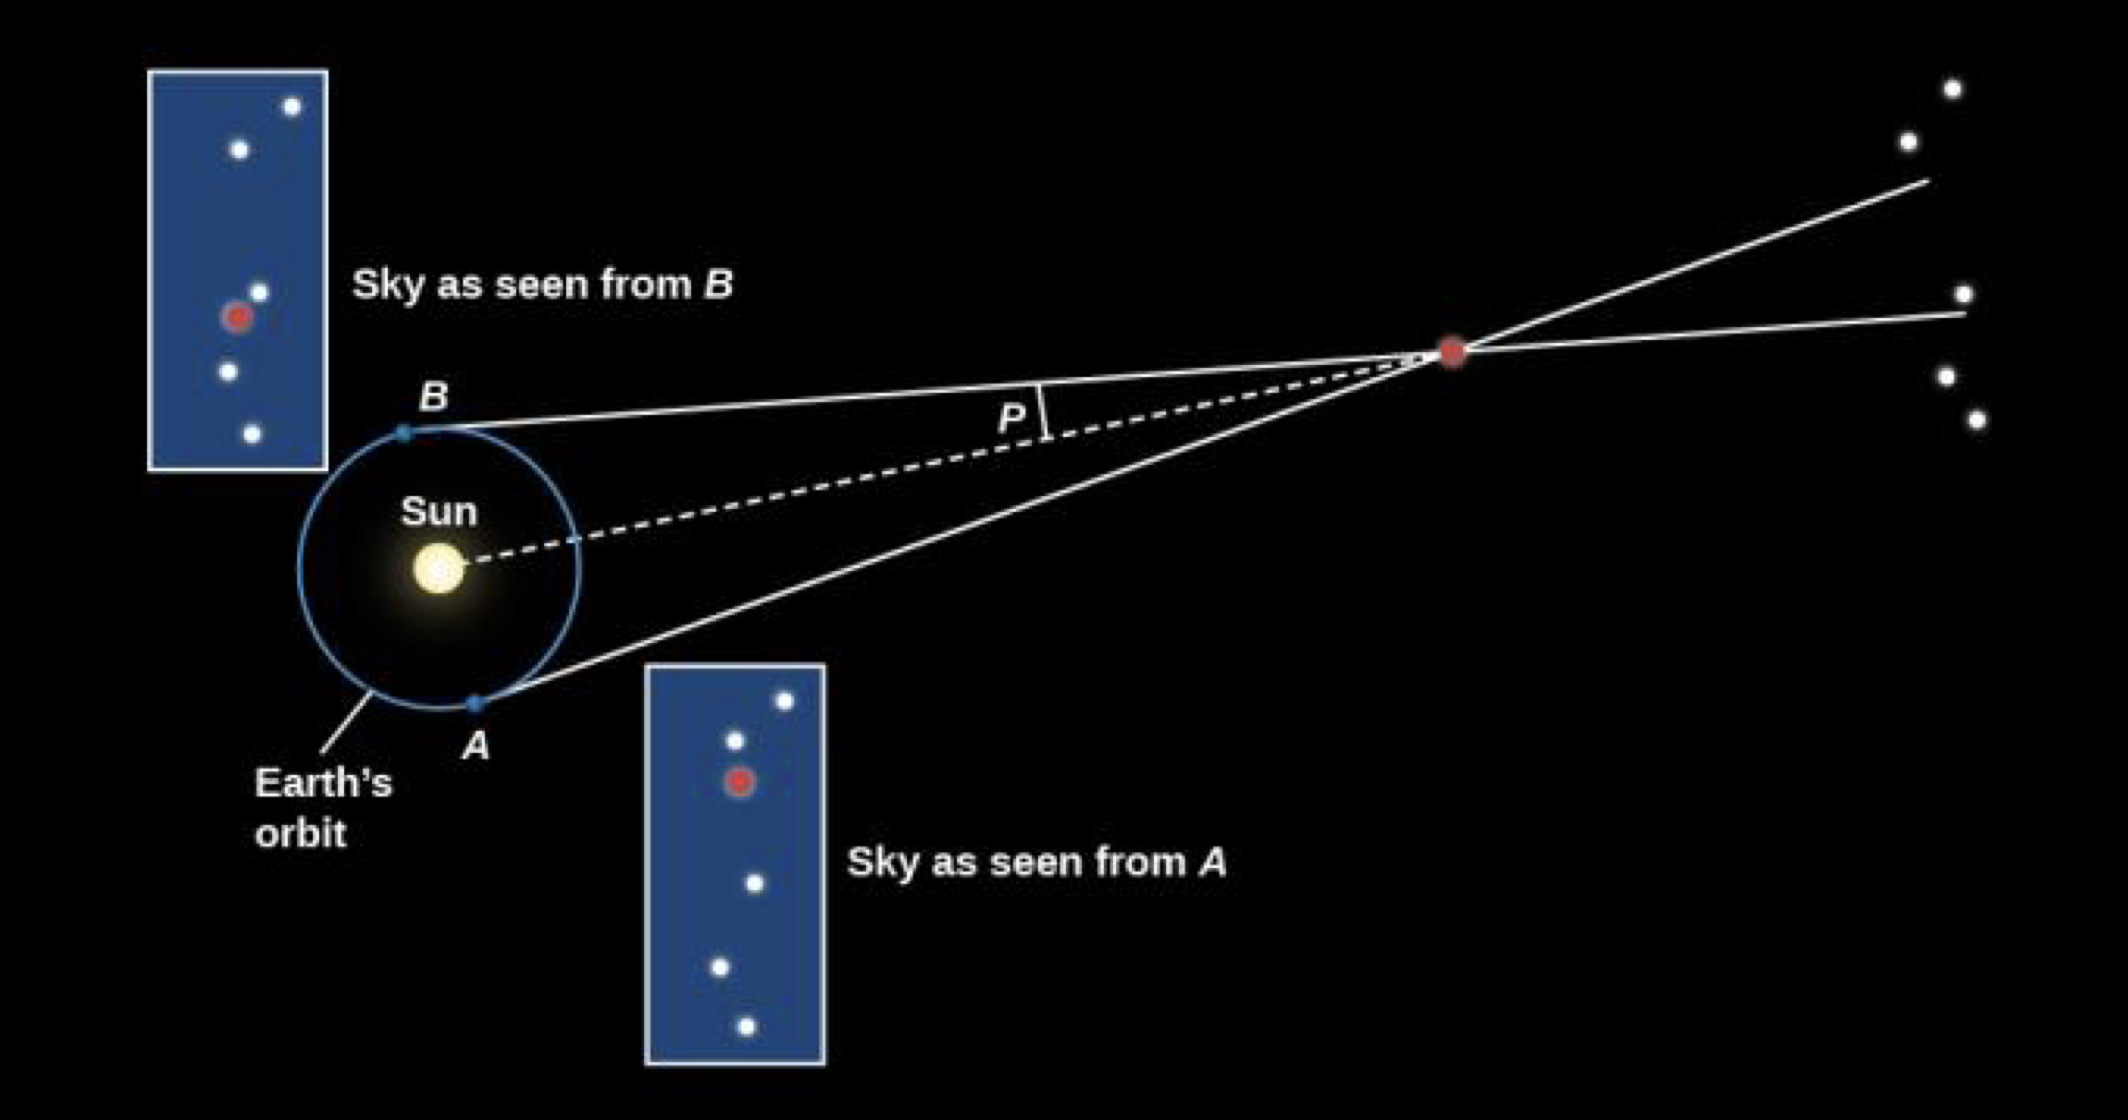 Sky as seen from B
B
P
Sun
A
Earth’s
orbit
Sky as seen from A